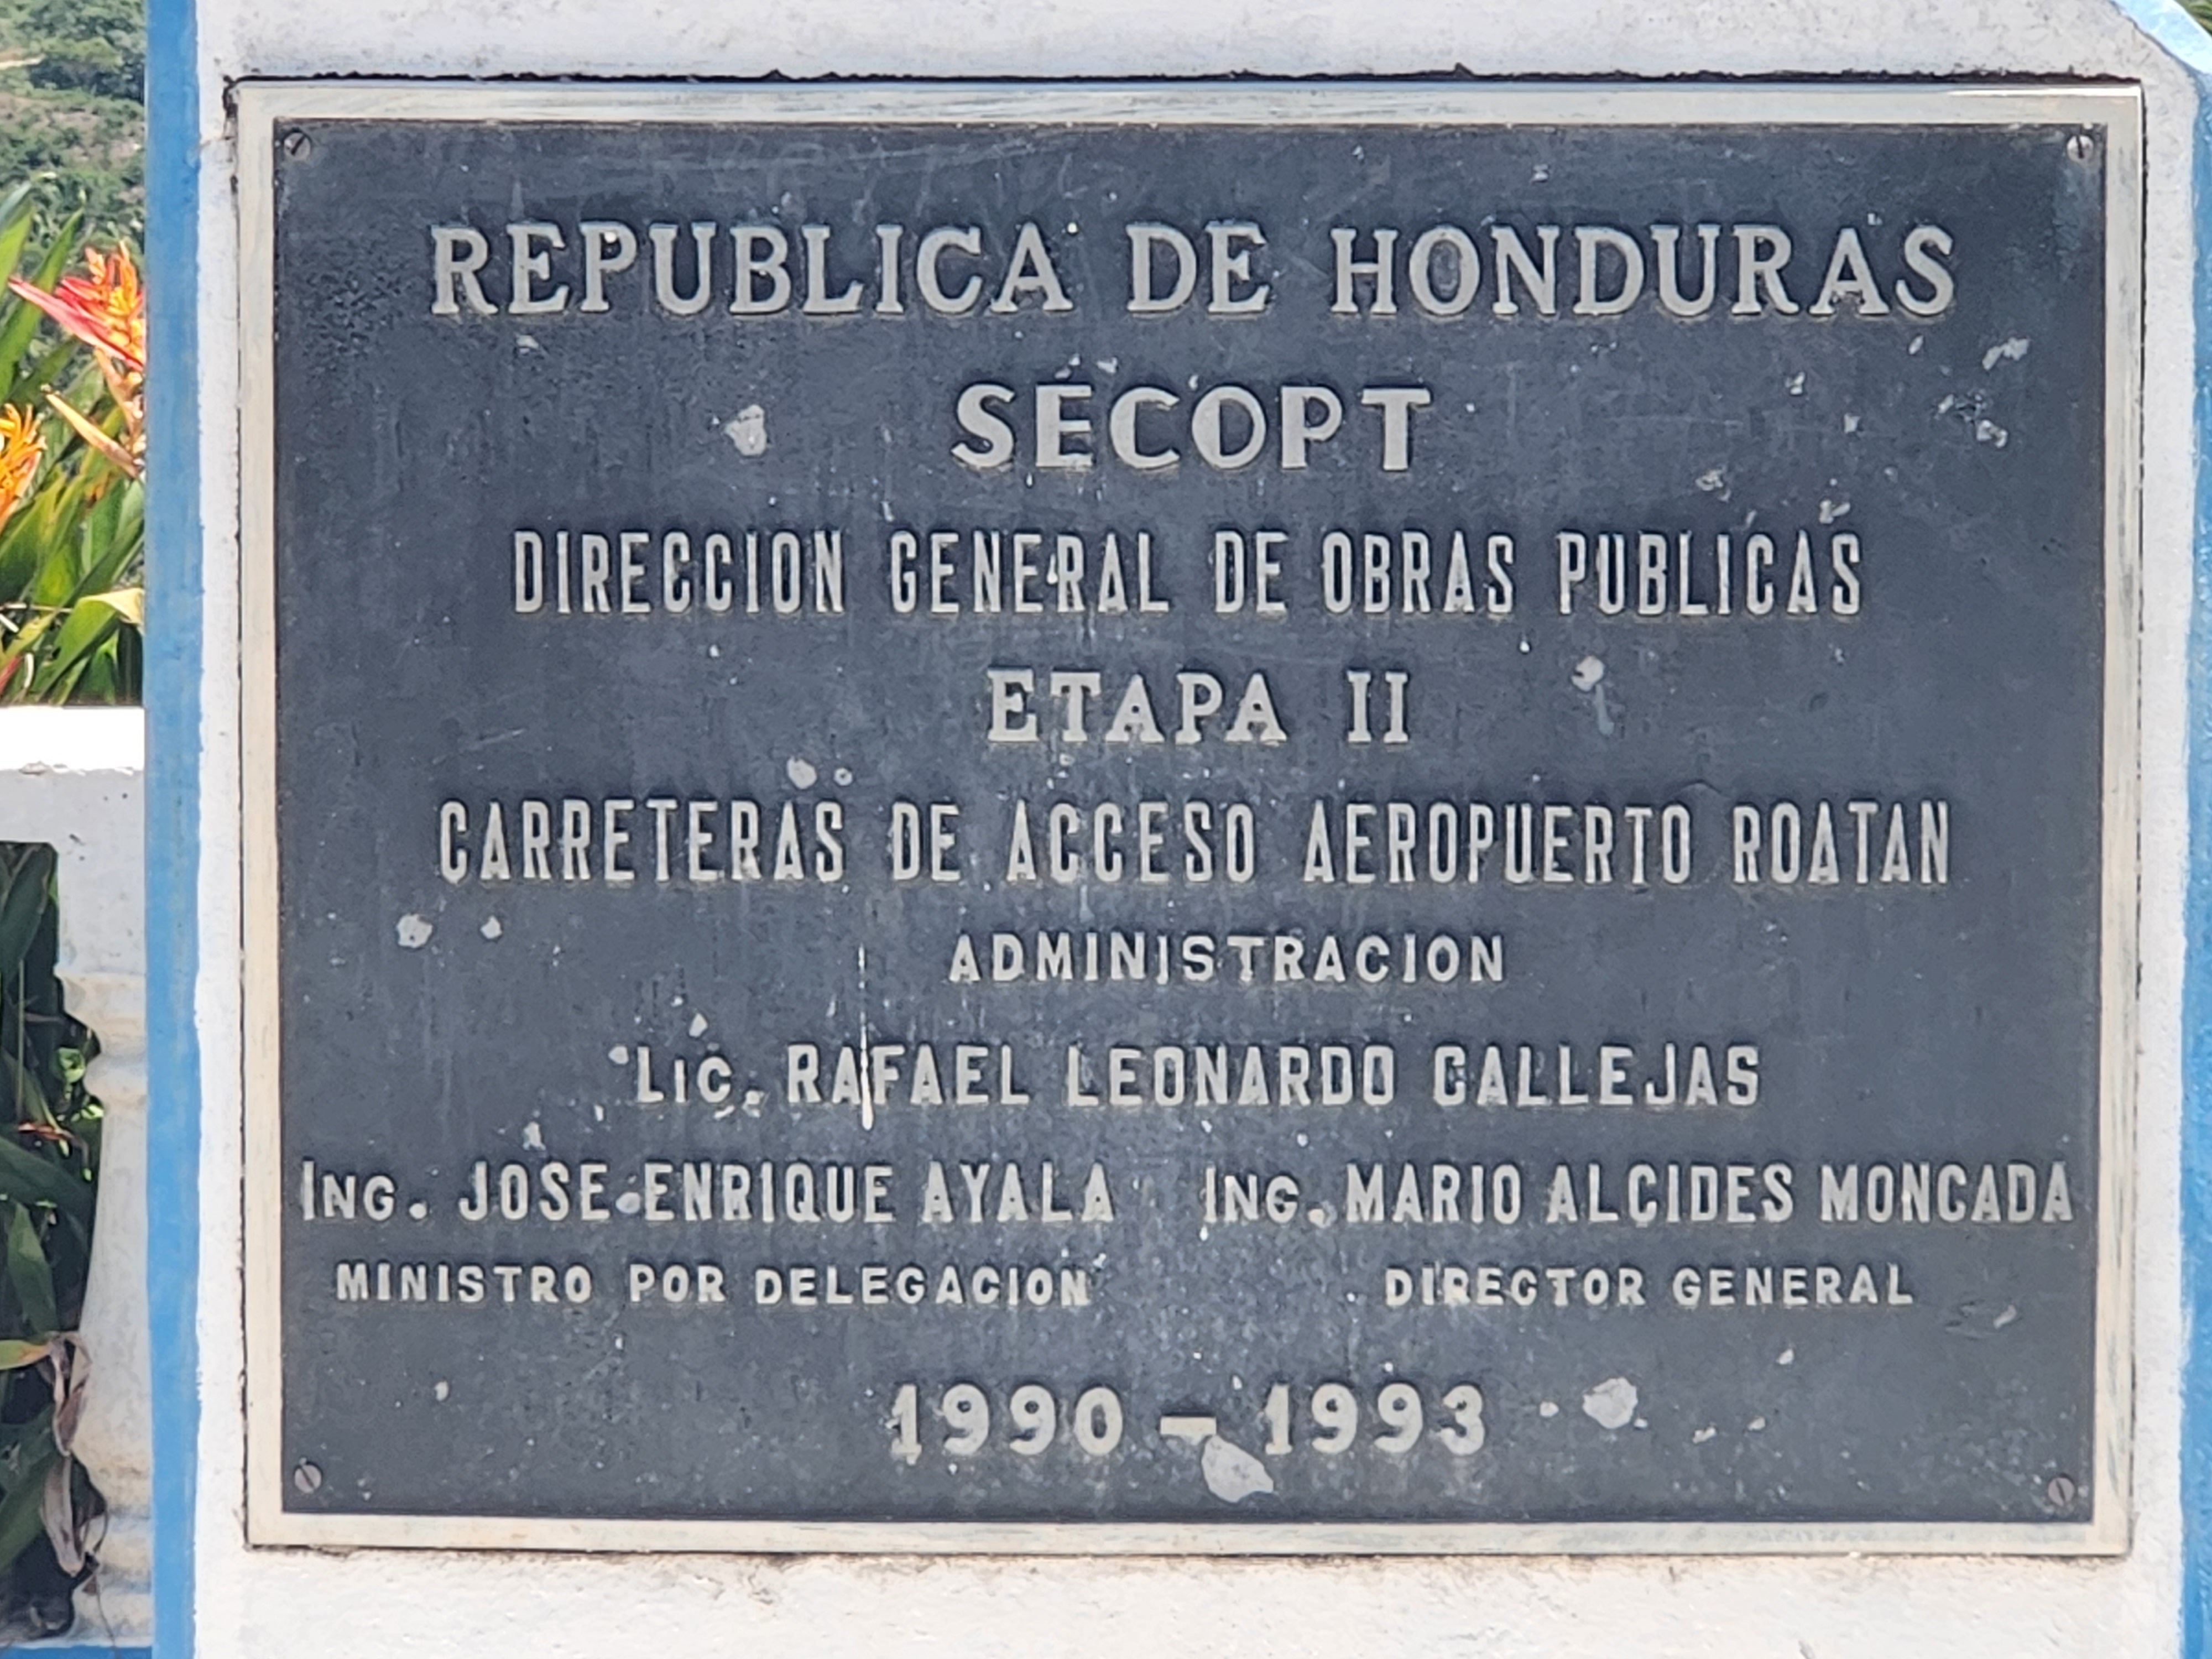 REPUBLICA DE HONDURAS
SECOPT
DIRECCION GENERAL DE OBRAS PUBLICAS
ETAPA II
CARRETERAS DE ACCESO AEROPUERTO ROATAN
ADMINISTRACION
LIC. RAFAEL LEONARDO CALLEJAS
ING. JOSE ENRIQUE AYALA ING. MARIO ALCIDES MONCADA
MINISTRO POR DELEGACION DIRECTOR GENERAL
1990 - 1993